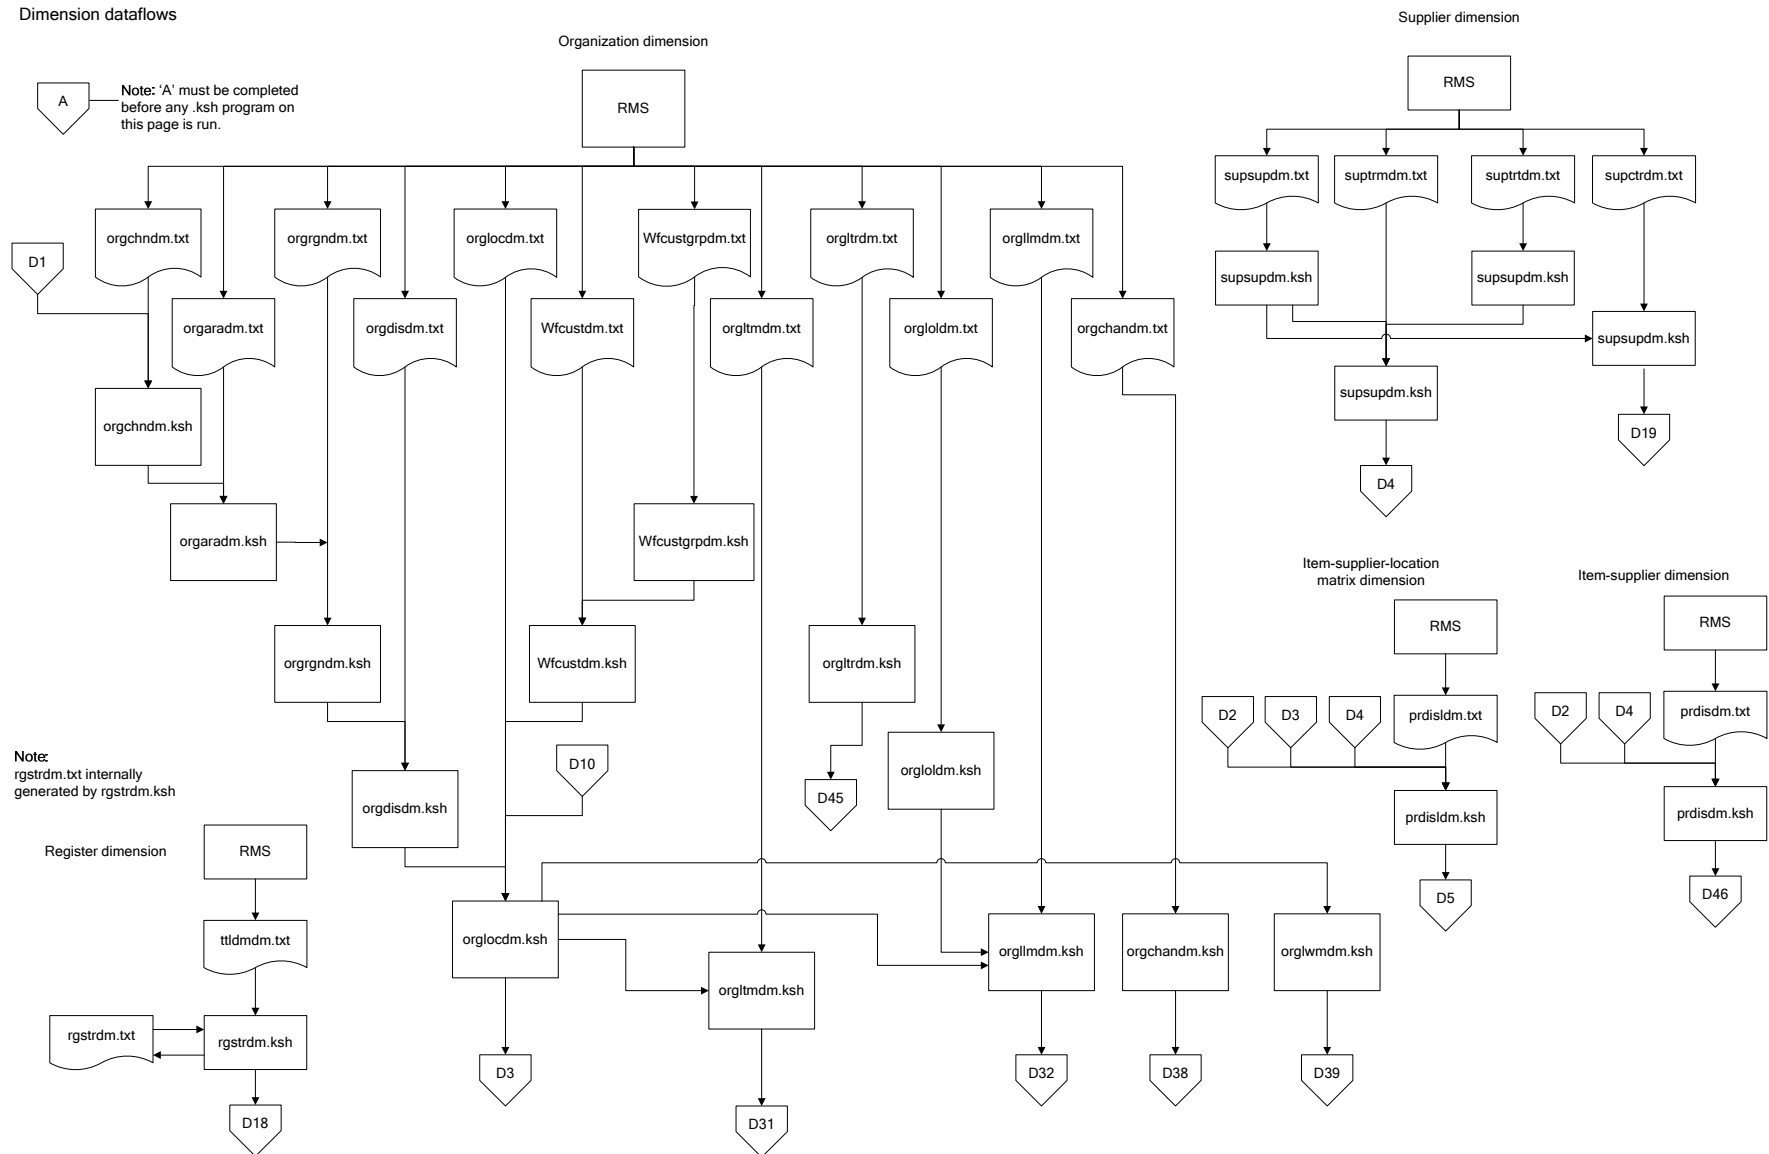 Dimension dataflows
Supplier dimension
Organization dimension
RMS
RMS
A
Note: 'A' must be completed
before any .ksh program on
this page is run.
supsupdm.txt
suptrmdm.txt
suptrtdm.txt
supctrdm.txt
orgchndm.txt
orgrgndm.txt
orglocdm.txt
Wfcustgrpdm.txt
orgltrdm.txt
orgllmdm.txt
D1
supsupdm.ksh
supsupdm.ksh
orgaradm.txt
orgdisdm.txt
Wfcustdm.txt
orgltmdm.txt
orgloldm.txt
orgchandm.txt
supsupdm.ksh
supsupdm.ksh
orgchndm.ksh
D19
D4
orgaradm.ksh
Wfcustgrpdm.ksh
Item-supplier-location
matrix dimension
Item-supplier dimension
RMS
RMS
orgrgndm.ksh
Wfcustdm.ksh
orgltrdm.ksh
D2
D3
D4
prdisldm.txt
D2
D4
prdisdm.txt
Note:
rgstrdm.txt internally
generated by rgstrdm.ksh
D10
orgloldm.ksh
D45
orgdisdm.ksh
prdisldm.ksh
prdisdm.ksh
Register dimension
RMS
D5
D46
ttldmdm.txt
orglocdm.ksh
orgltmdm.ksh
orgllmdm.ksh
orgchandm.ksh
orglwmdm.ksh
rgstrdm.txt
rgstrdm.ksh
D3
D32
D38
D39
D18
D31